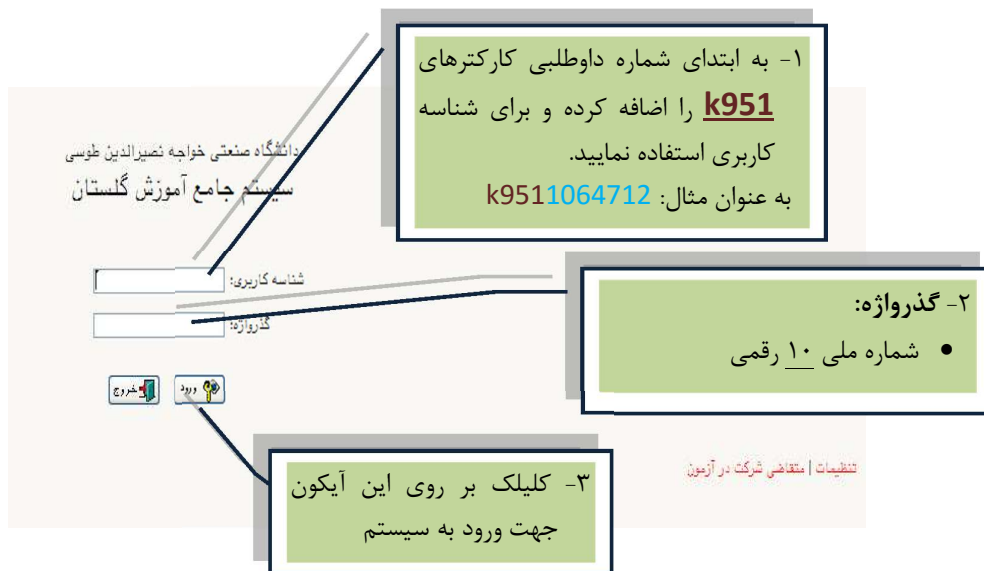 ۱- به ابتدای شماره داوطلبی کارکترهای
k951 را اضافه کرده و برای شناسه
کاربری استفاده نمایید.
به عنوان مثال: k9511064712
دانشگاه صنعتی خواجه نصیرالدین طوسی
سیستم جامع آموزش گلستان
شناسه کاربری:
گذرواژه:
۲- گذرواژه:
• شماره ملی ۱۰ رقمی
ورود
خروج
تنظیمات | متقاضی شرکت در آزمون
۳- کلیلک بر روی این آیکون
جهت ورود به سیستم